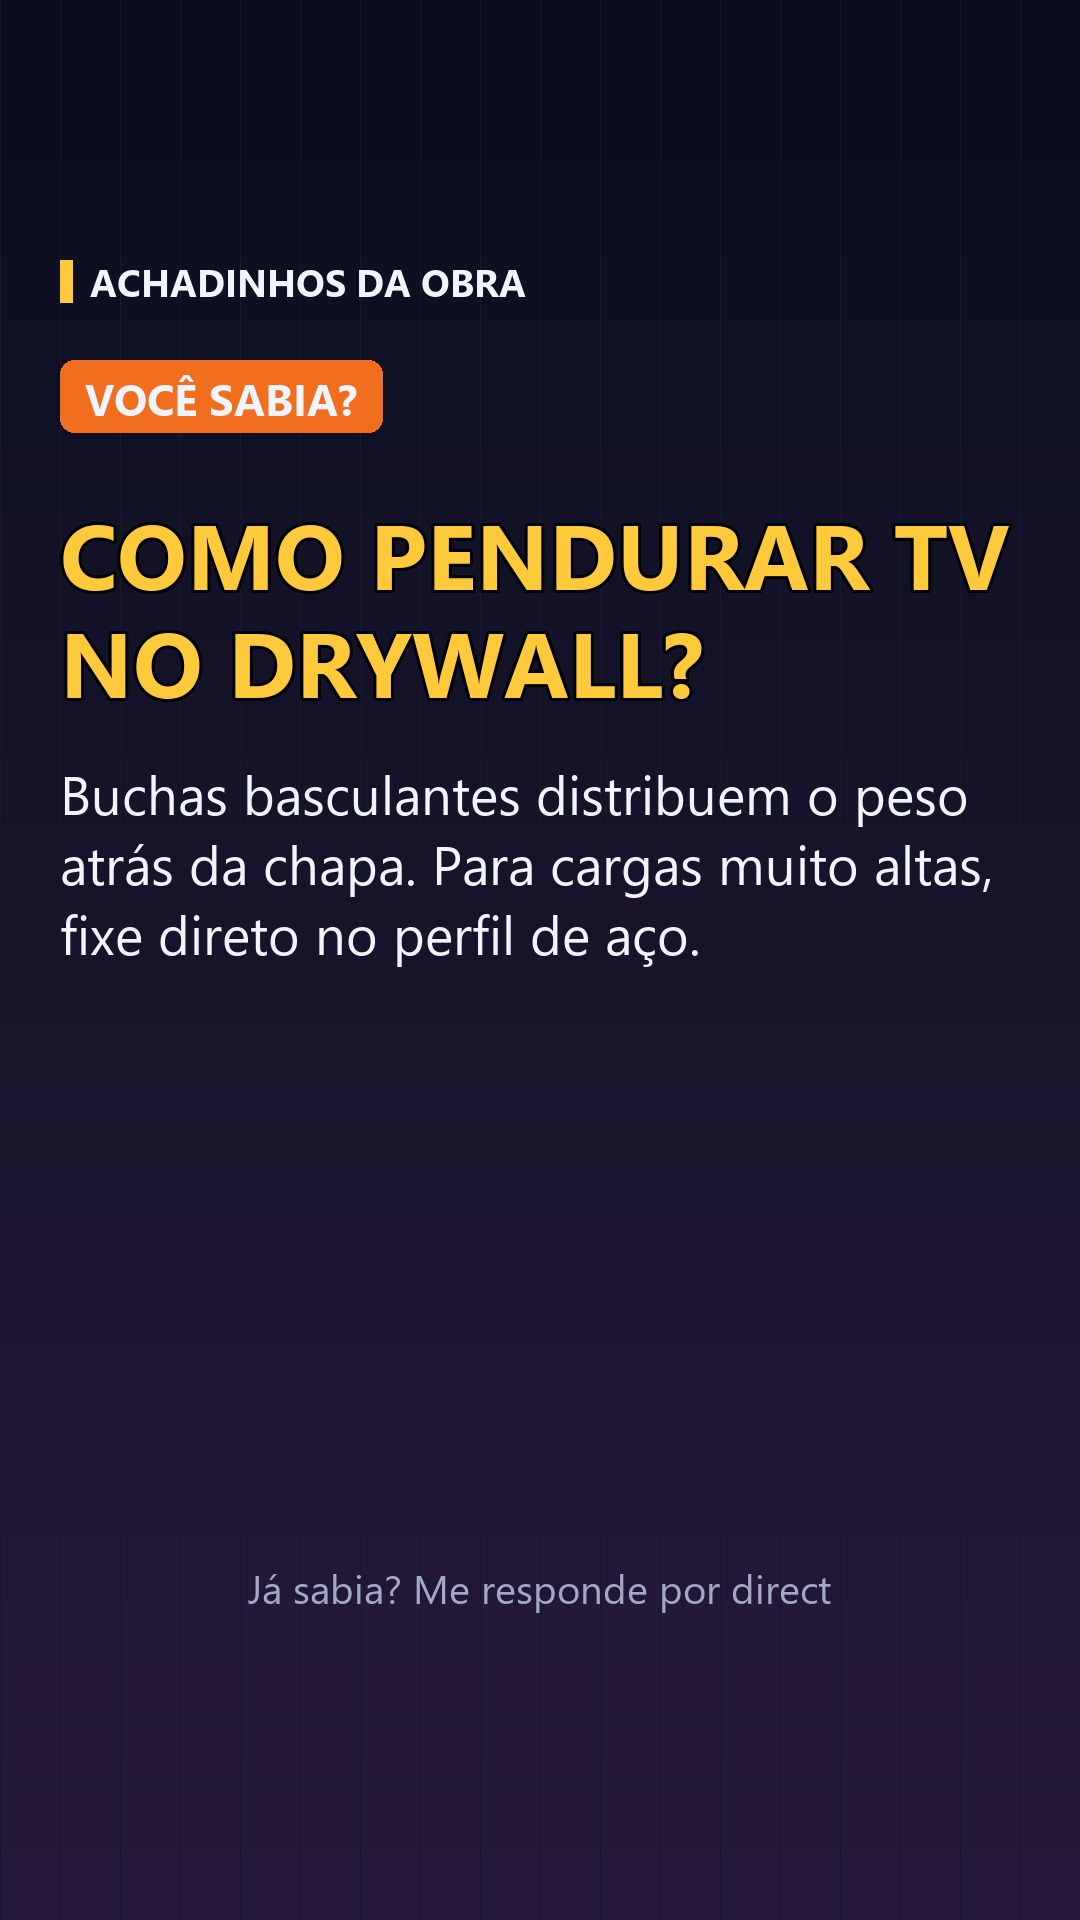 ACHADINHOS DA OBRA
VOCÊ SABIA?
COMO PENDURAR TV
NO DRYWALL?
Buchas basculantes distribuem o peso
atrás da chapa. Para cargas muito altas,
fixe direto no perfil de aço.
Já sabia? Me responde por direct